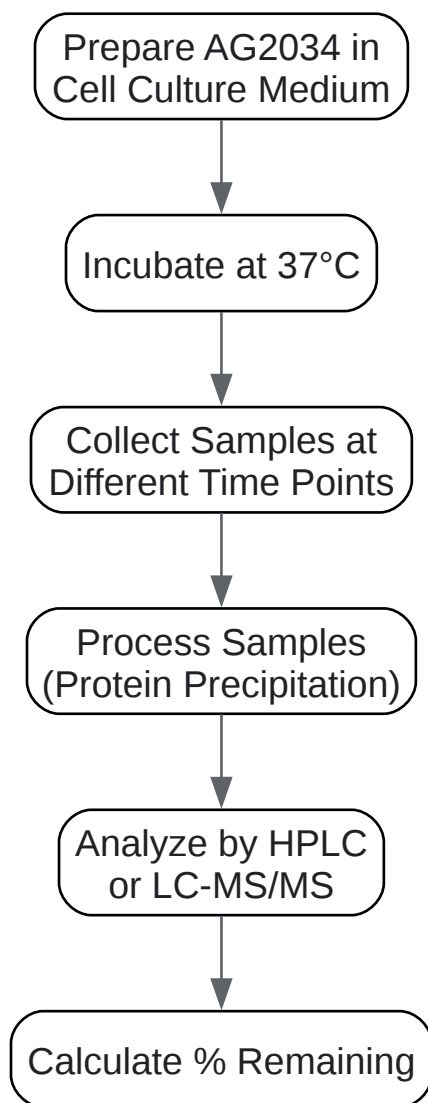 Prepare AG2034 in
Cell Culture Medium
Incubate at 37°C
Collect Samples at
Different Time Points
Process Samples
(Protein Precipitation)
Analyze by HPLC
or LC-MS/MS
Calculate % Remaining